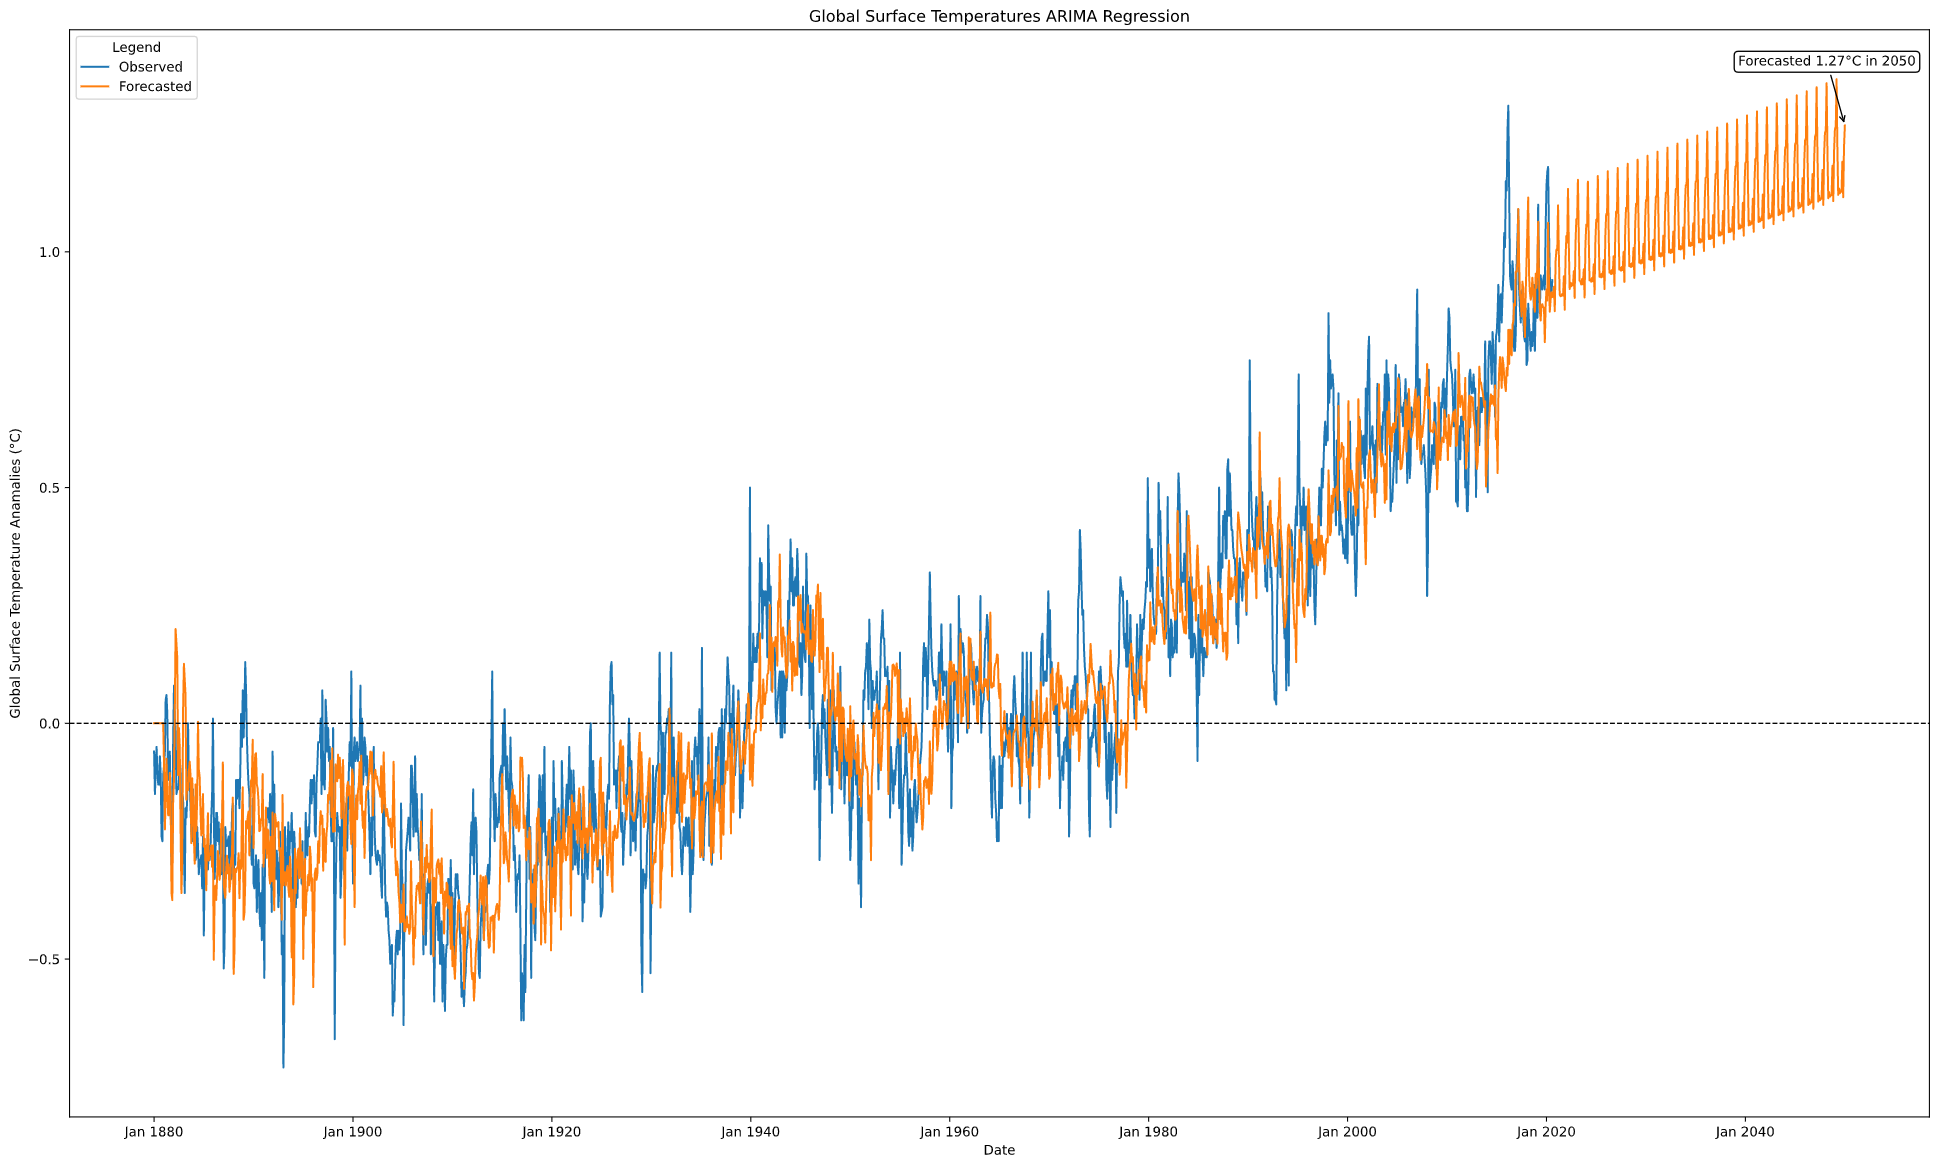 Global Surface Temperatures ARIMA Regression
Legend
Observed
Forecasted
Forecasted 1.27°C in 2050
Global Surface Temperature Anamalies (°C)
1.0
0.5
0.0
−0.5
Jan 1880
Jan 1900
Jan 1920
Jan 1940
Jan 1960
Jan 1980
Jan 2000
Jan 2020
Jan 2040
Date